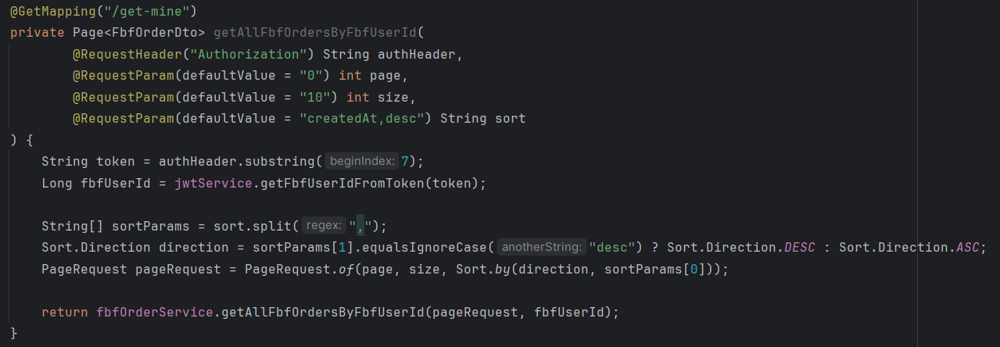 @GetMapping("/get-mine")
private Page<FbfOrderDto> getAllFbfOrdersByFbfUserId(
@RequestHeader("Authorization") String authHeader,
@RequestParam(defaultValue = "0") int page,
@RequestParam(defaultValue = "10") int size,
@RequestParam(defaultValue = "createdAt,desc") String sort
) {
String token = authHeader.substring( beginIndex: 7);
Long fbfUserId = jwtService.getFbfUserIdFromToken(token);
String[] sortParams = sort.split( regex: ",");
Sort.Direction direction = sortParams[1].equalsIgnoreCase( anotherString: "desc") ? Sort.Direction.DESC : Sort.Direction.ASC;
PageRequest pageRequest = PageRequest.of(page, size, Sort.by(direction, sortParams[0]));
return fbfOrderService.getAllFbfOrdersByFbfUserId(pageRequest, fbfUserId);
}